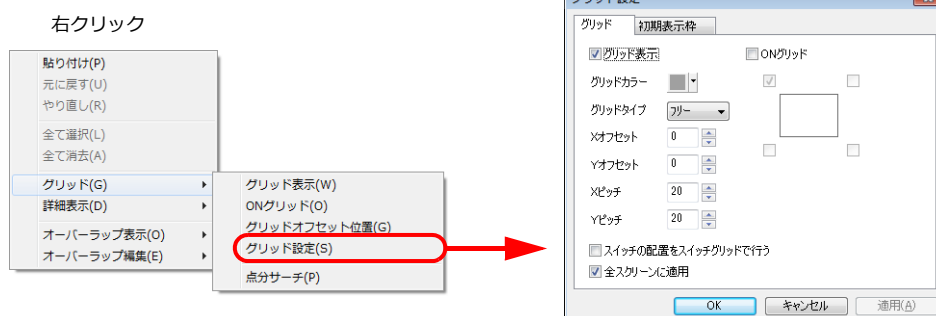 右クリック
貼り付け(P)
元に戻す(U)
やり直し(R)
全て選択(L)
全て消去(A)
グリッド(G)
詳細表示(D)
オーバーラップ表示(O)
オーバーラップ編集(E)
グリッド表示(W)
ONグリッド(O)
グリッドオフセット位置(G)
グリッド設定(S)
点分サーチ(P)
グリッド設定
グリッド
初期表示枠
グリッド表示
ONグリッド
グリッドカラー
グリッドタイプ
フリー
Xオフセット
0
Yオフセット
0
Xピッチ
20
Yピッチ
20
スイッチの配置をスイッチグリッドで行う
全スクリーンに適用
OK
キャンセル
適用(A)